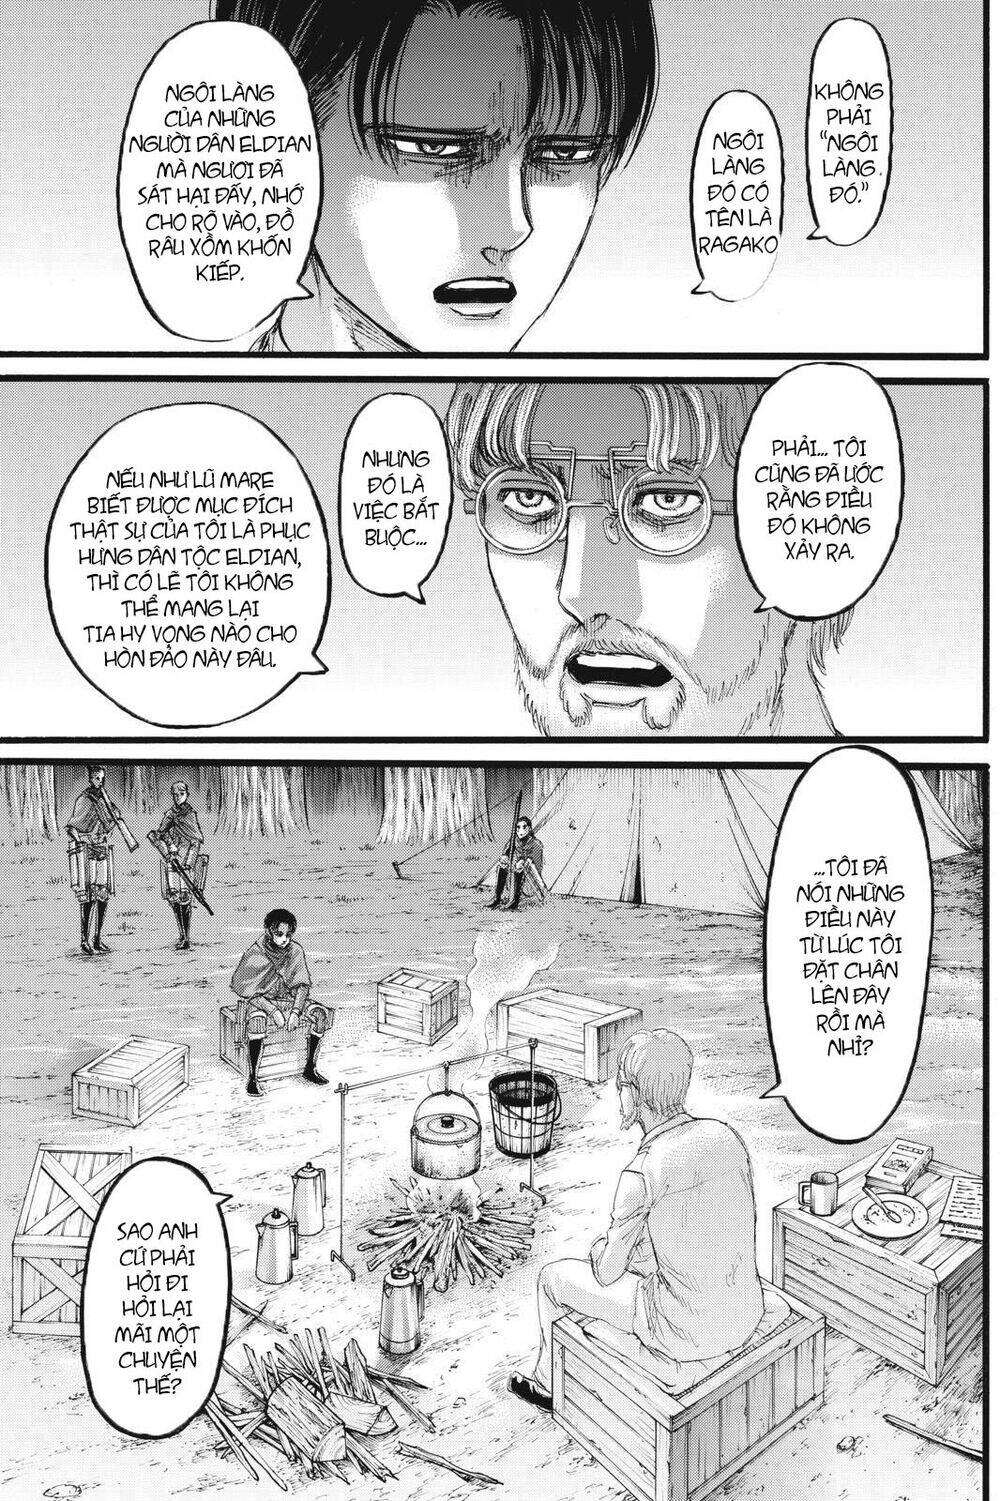 KHÔNG
PHẢI
"NGÔI
LÀNG
ĐÓ."
NGÔI
LÀNG
ĐÓ CÓ
TÊN LÀ
RAGAKO
NGÔI LÀNG
CỦA NHỮNG
NGƯỜI DÂN ELDIAN
MÀ NGƯƠI ĐÃ
SÁT HẠI ĐẤY, NHỚ
CHO RÕ VÀO, ĐỒ
RÂU XỒM KHỐN
KIẾP.
PHẢI... TÔI
CŨNG ĐÃ ƯỚC
RẰNG ĐIỀU
ĐÓ KHÔNG
XẢY RA.
NHƯNG
ĐÓ LÀ
VIỆC BẮT
BUỘC...
NẾU NHƯ LŨ MARE
BIẾT ĐƯỢC MỤC ĐÍCH
THẬT SỰ CỦA TÔI LÀ PHỤC
HƯNG DÂN TỘC ELDIAN,
THÌ CÓ LẼ TÔI KHÔNG
THỂ MANG LẠI
TIA HY VỌNG NÀO CHO
HÒN ĐẢO NÀY ĐÂU.
...TÔI ĐÃ
NÓI NHỮNG
ĐIỀU NÀY
TỪ LÚC TÔI
ĐẶT CHÂN
LÊN ĐÂY
RỒI MÀ
NHỈ?
SAO ANH
CỨ PHẢI
HỎI ĐI
HỎI LẠI
MÃI MỘT
CHUYỆN
THẾ?